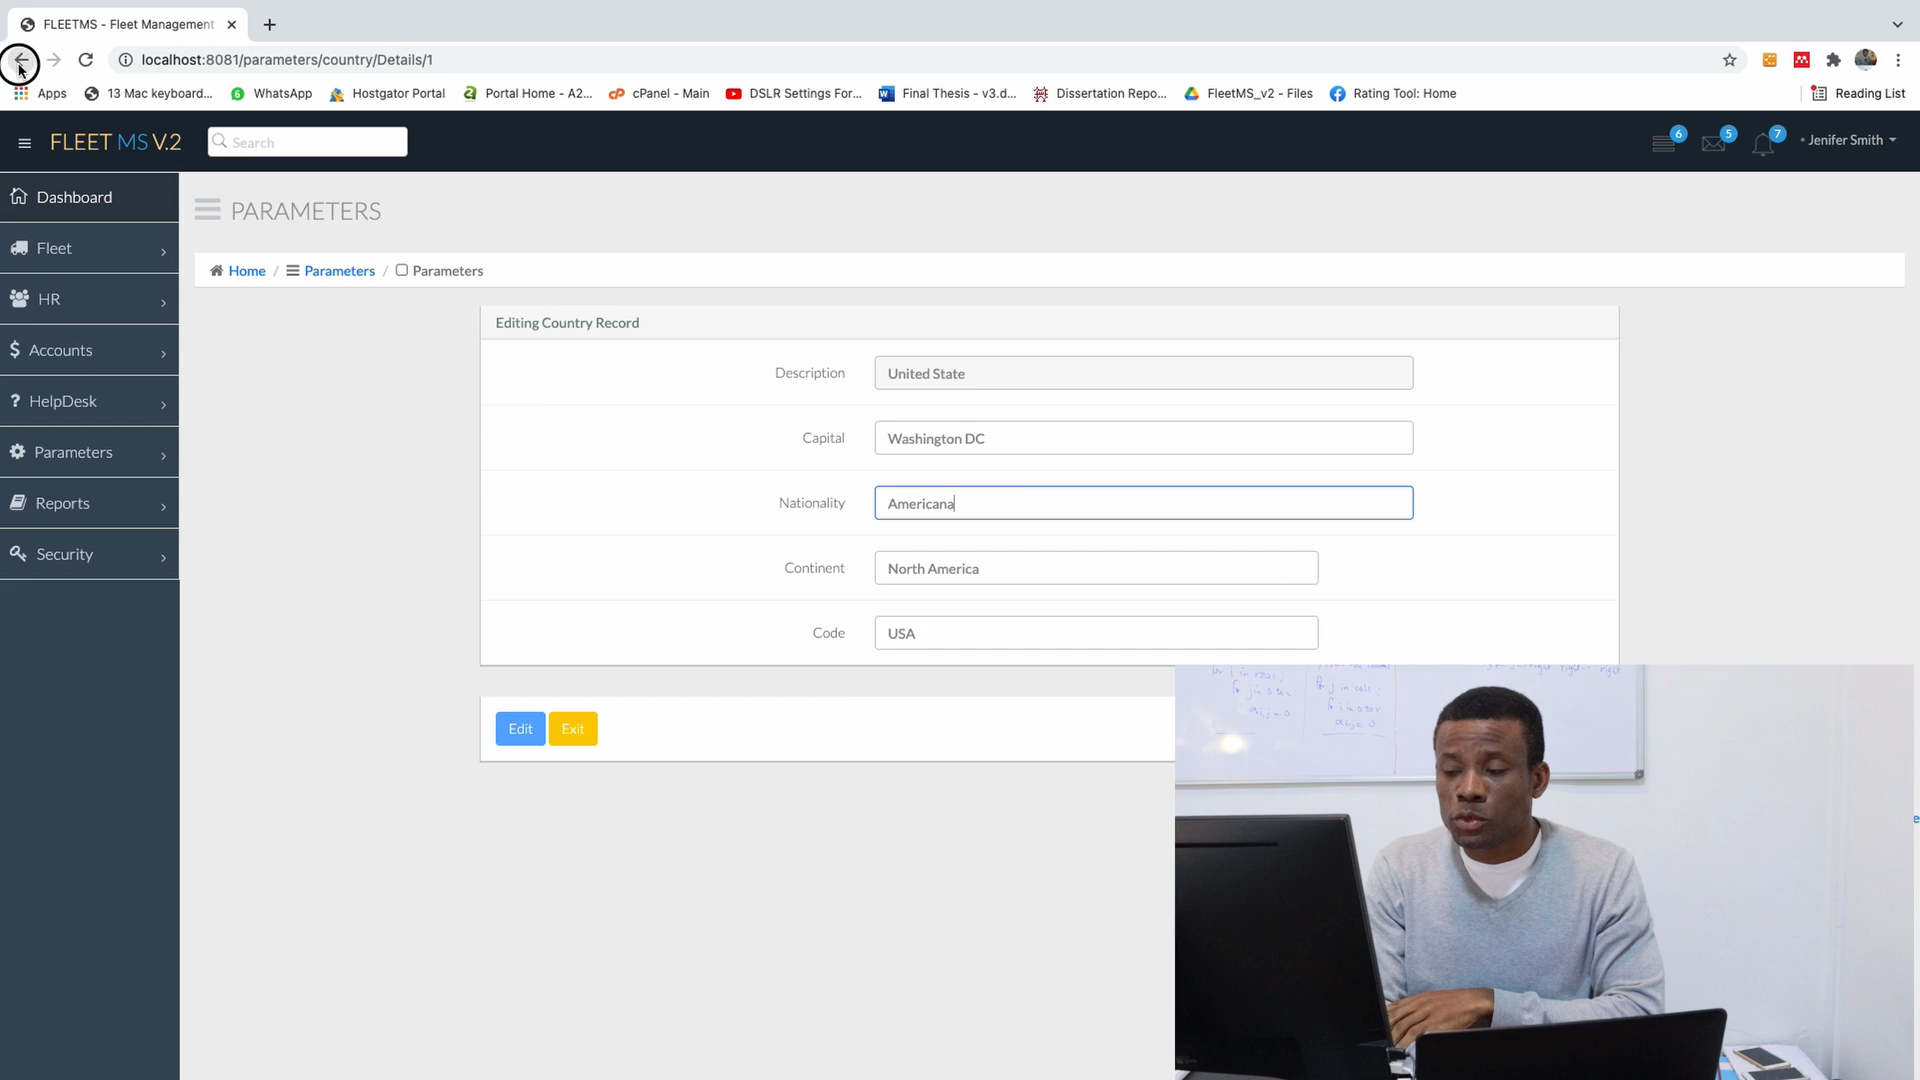 FLEETMS - Fleet Management
localhost:8081/parameters/country/Details/1
Apps 13 Mac keyboard... WhatsApp Hostgator Portal Portal Home - A2... cPanel - Main DSLR Settings For... Final Thesis - v3.d... Dissertation Repo... FleetMS_v2 - Files Rating Tool: Home Reading List
FLEET MS V.2 Search 6 5 7 Jenifer Smith
Dashboard
Fleet
HR
Accounts
HelpDesk
Parameters
Reports
Security
PARAMETERS
Home / Parameters / Parameters
Editing Country Record
Description United State
Capital Washington DC
Nationality Americana
Continent North America
Code USA
Edit Exit